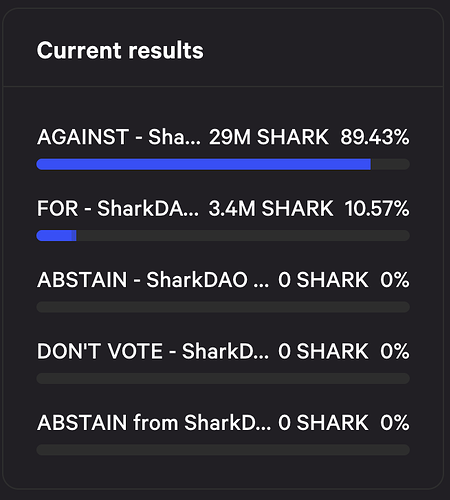 Current results
AGAINST - Sha... 29M SHARK 89.43%
FOR - SharkDA... 3.4M SHARK 10.57%
ABSTAIN - SharkDAO ... 0 SHARK 0%
DON'T VOTE - SharkD... 0 SHARK 0%
ABSTAIN from SharkD... 0 SHARK 0%